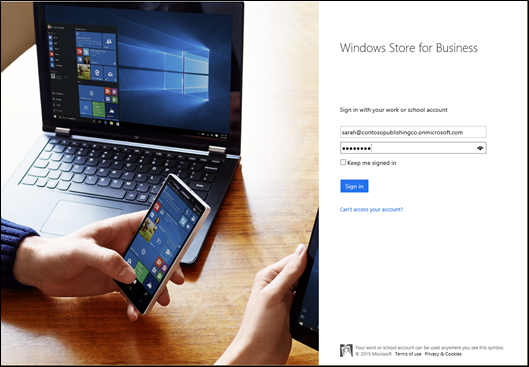 Windows Store for Business
Sign in with your work or school account
sarah@contosopublishingco.onmicrosoft.com
Keep me signed in
Sign in
Can't access your account?
Your work or school account can be used anywhere you see this symbol.
© 2015 Microsoft Terms of use Privacy & Cookies